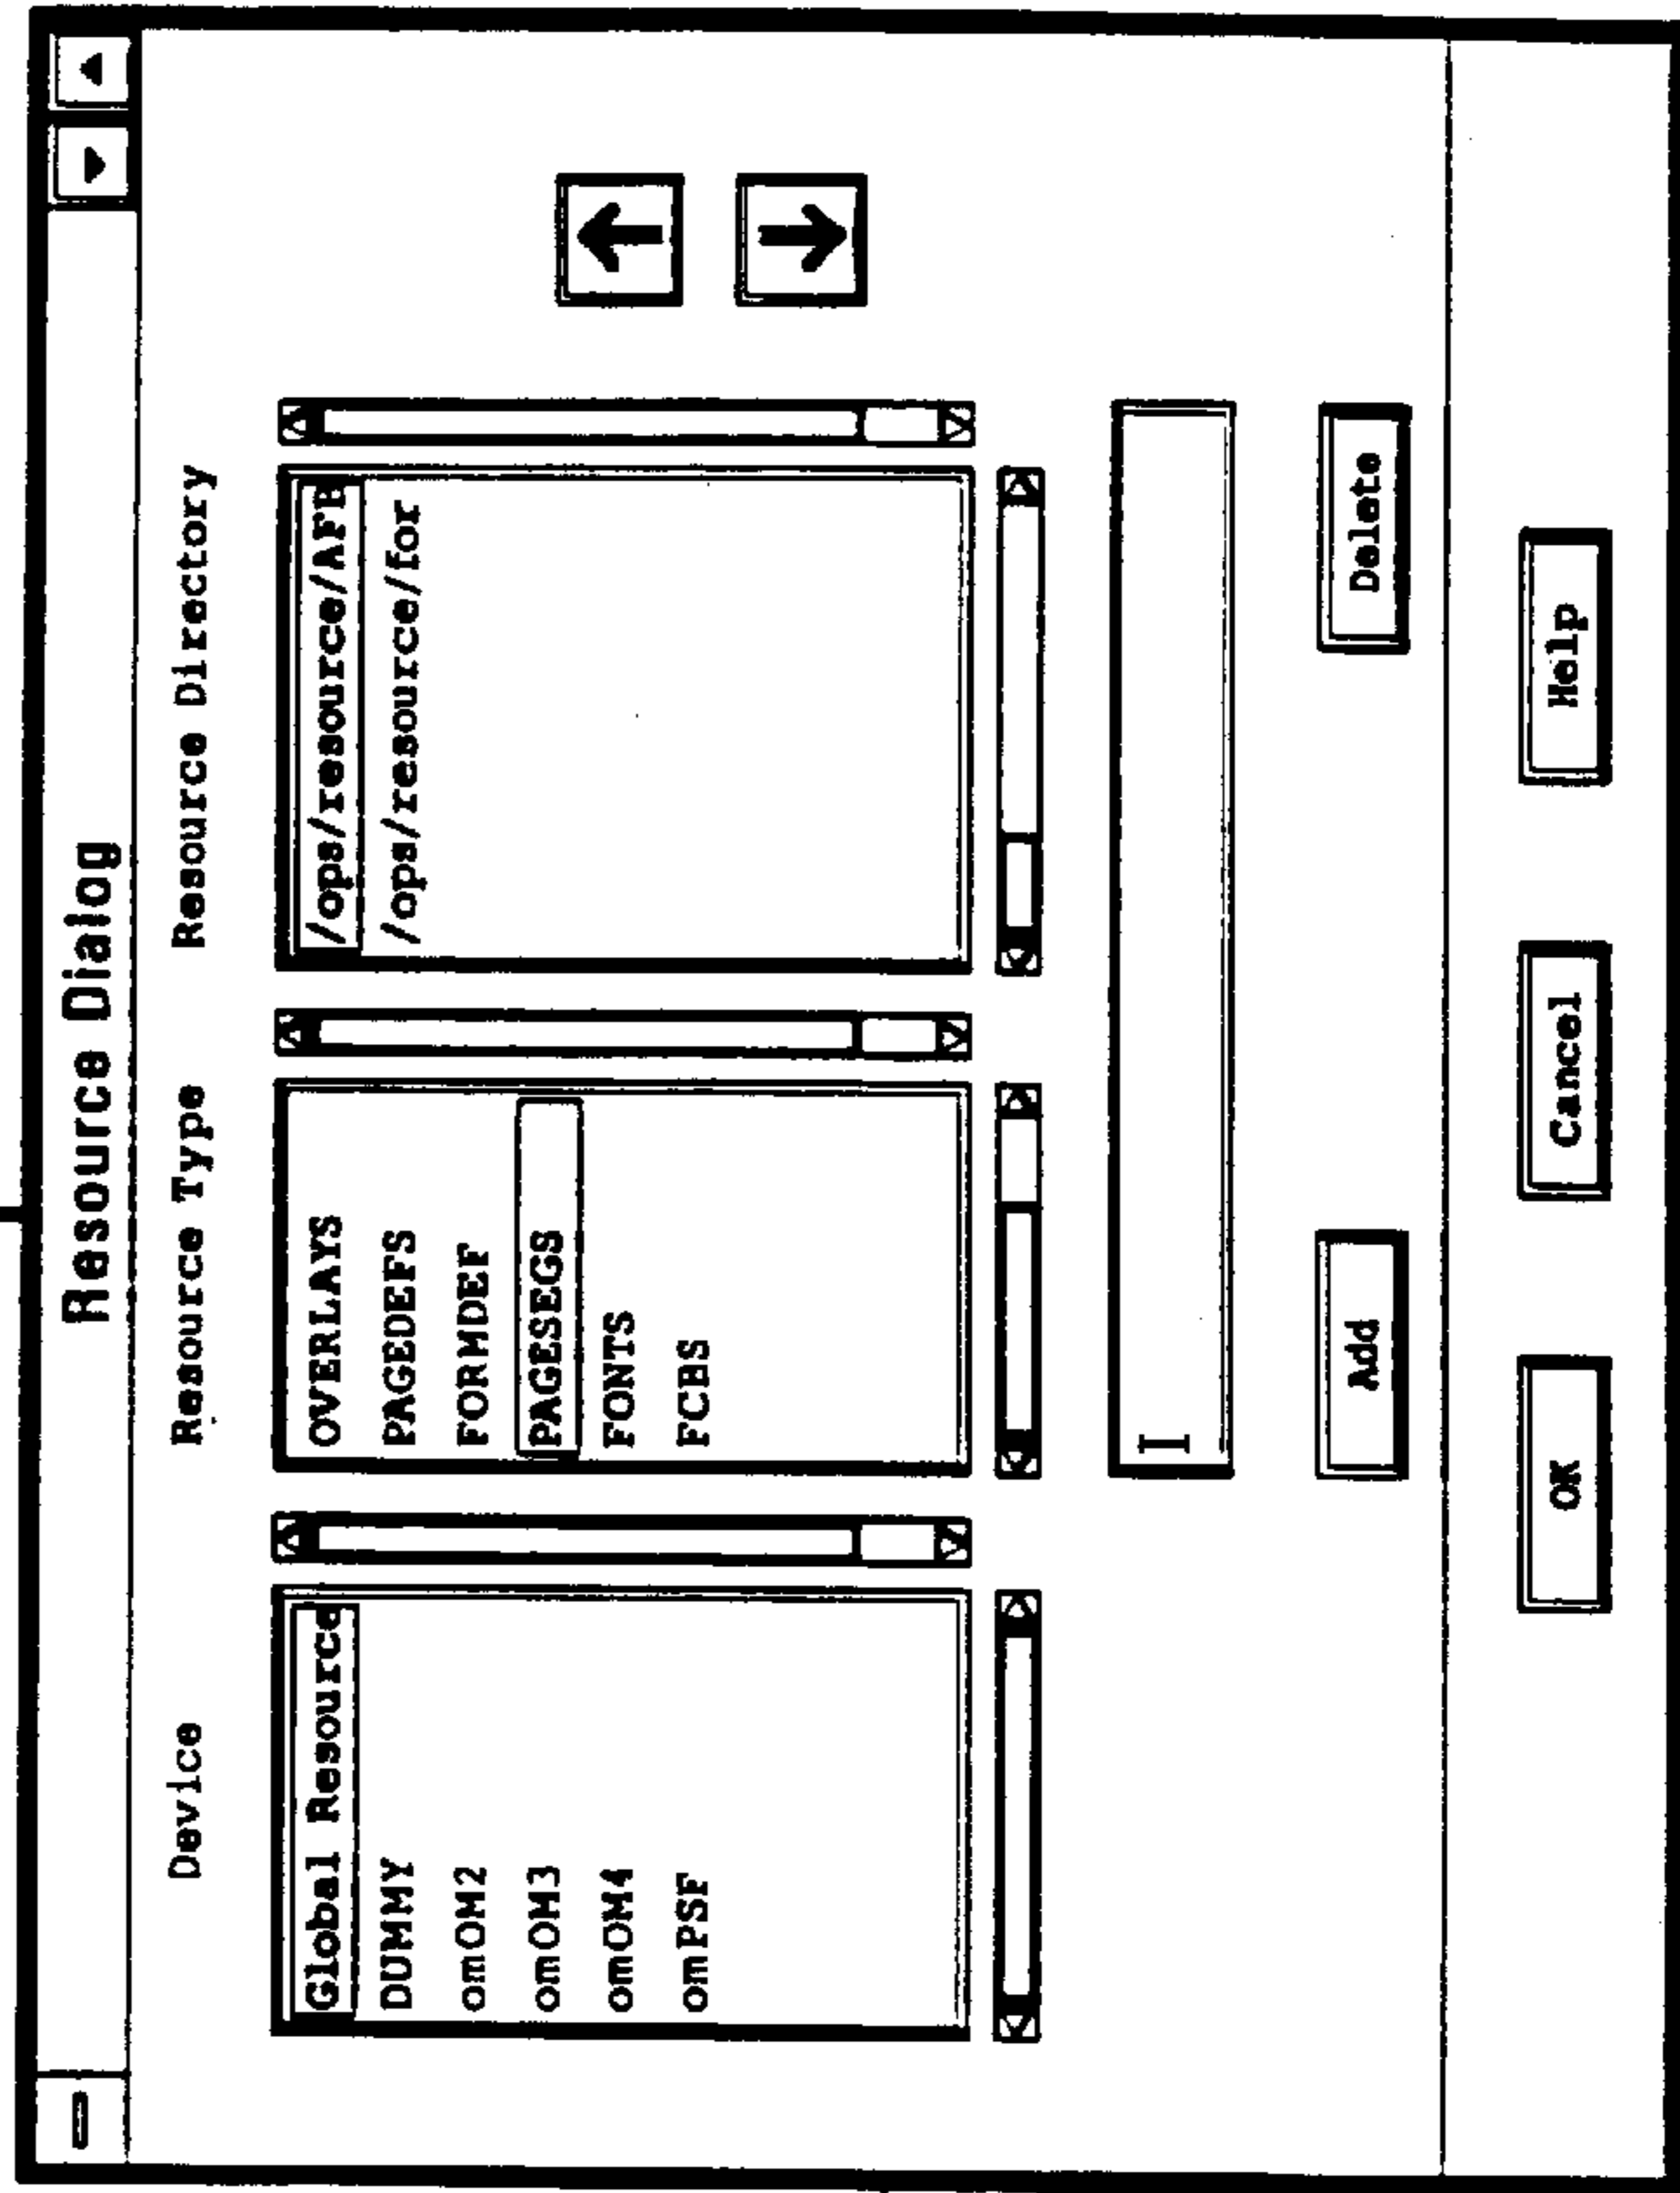 Resource Dialog
Device
Resource Type
Resource Directory
Global Resource
DUMMY
omOM2
omOM3
omOM4
omPSF
OVERLAYS
PAGEDEFS
FORMDEF
PAGESEGS
FONTS
FCBS
/ops/resource/AFP
/ops/resource/for
Add
Delete
OK
Cancel
Help